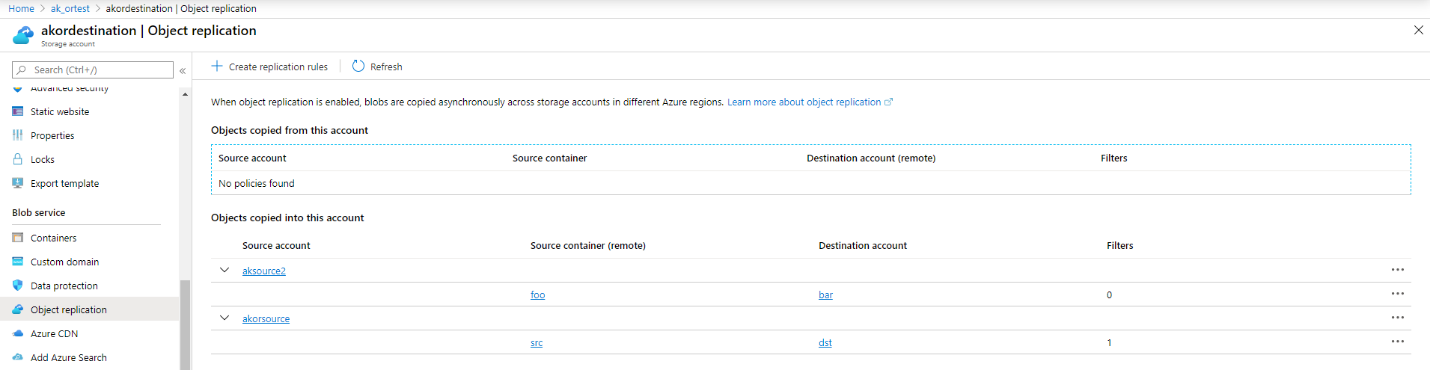 Home > ak_ortest > akordestination | Object replication
akordestination | Object replication
Storage account
Search (Ctrl+/)
«
Advanced security
Static website
Properties
Locks
Export template
Blob service
Containers
Custom domain
Data protection
Object replication
Azure CDN
Add Azure Search
+ Create replication rules Refresh
When object replication is enabled, blobs are copied asynchronously across storage accounts in different Azure regions. Learn more about object replication
Objects copied from this account
Source account Source container Destination account (remote) Filters
No policies found
Objects copied into this account
Source account Source container (remote) Destination account Filters
aksource2 ...
foo bar 0 ...
akorsource ...
src dst 1 ...